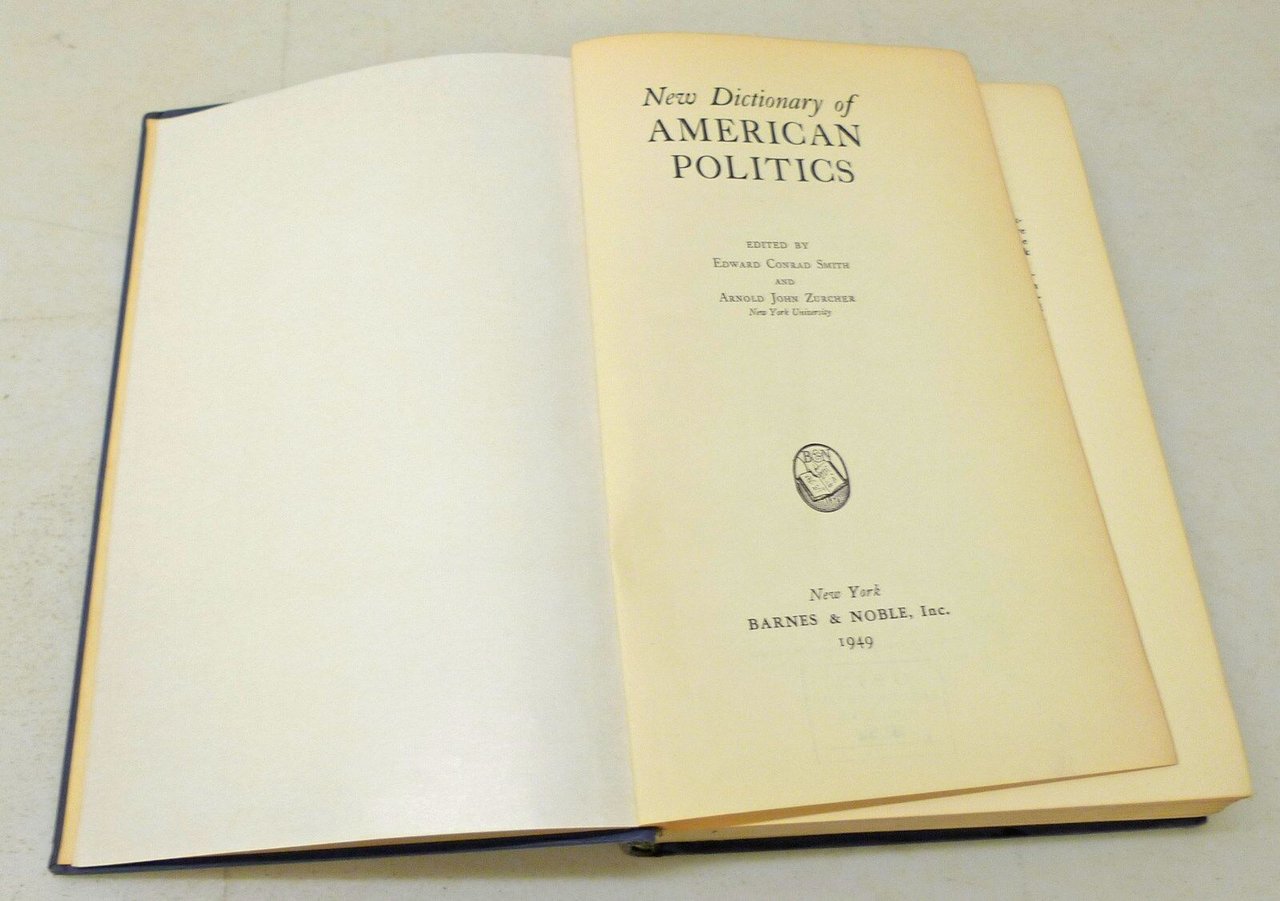 New Dictionary of
AMERICAN
POLITICS
EDITED BY
EDWARD CONRAD SMITH
AND
ARNOLD JOHN ZURCHER
New York University
B N
New York
BARNES & NOBLE, Inc.
1949